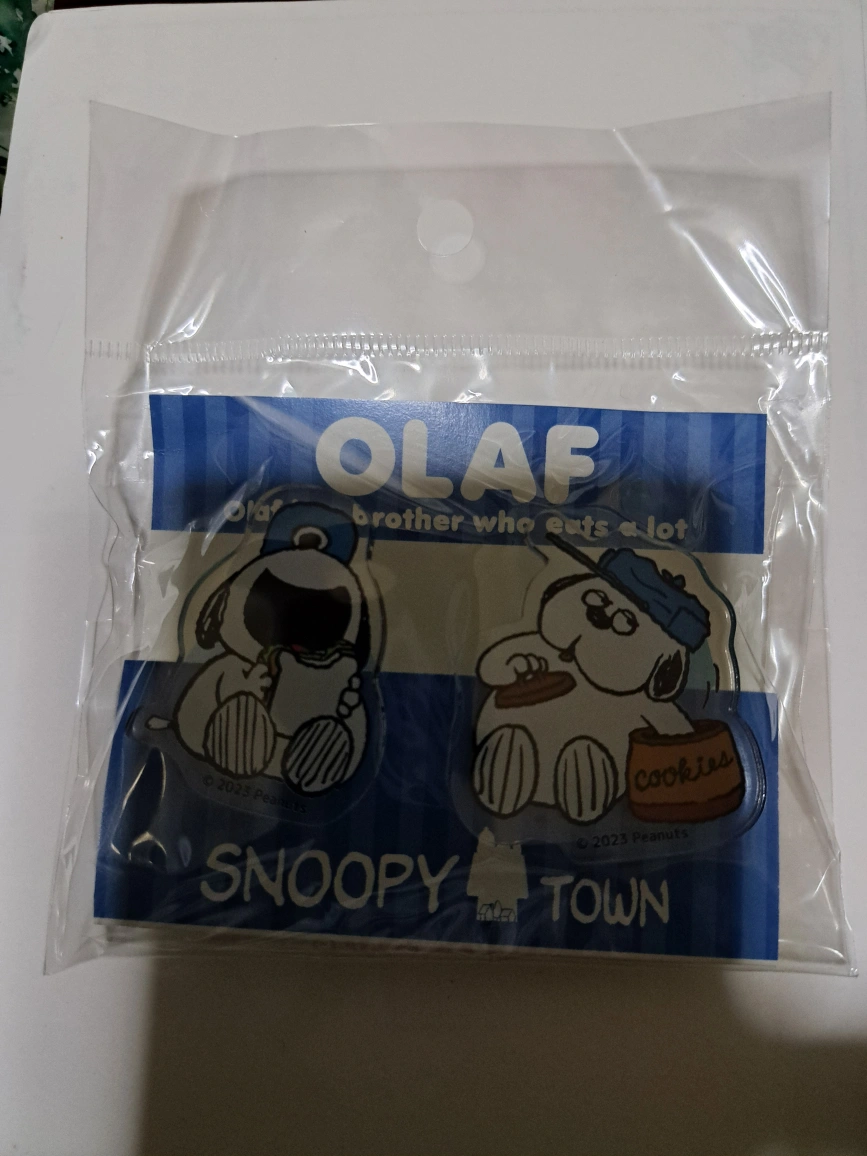 OLAF
Olaf brother who eats a lot
cookies
© 2023 Peanuts
© 2023 Peanuts
SNOOPY TOWN